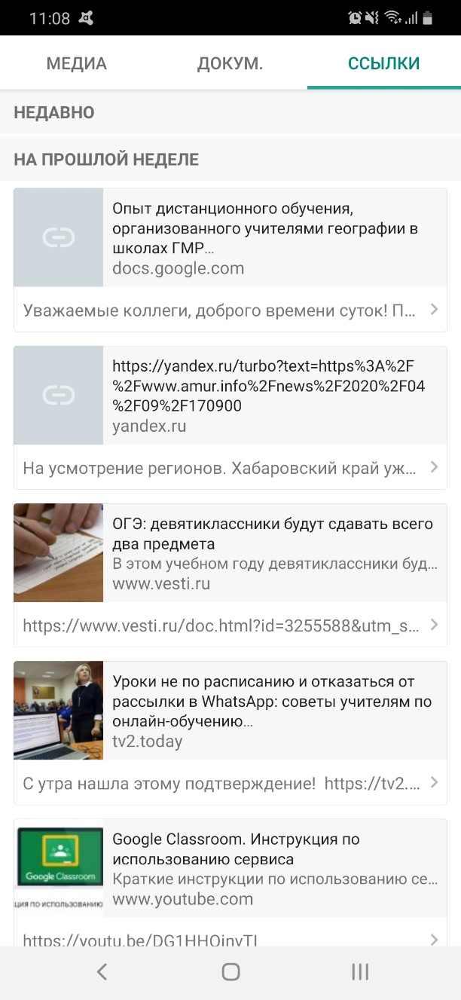 11:08
МЕДИА
ДОКУМ.
ССЫЛКИ
НЕДАВНО
НА ПРОШЛОЙ НЕДЕЛЕ
Опыт дистанционного обучения,
организованного учителями географии в
школах ГМР...
docs.google.com
Уважаемые коллеги, доброго времени суток! П...
https://yandex.ru/turbo?text=https%3A%2F
%2Fwww.amur.info%2Fnews%2F2020%2F04
%2F09%2F170900
yandex.ru
На усмотрение регионов. Хабаровский край уж...
ОГЭ: девятиклассники будут сдавать всего
два предмета
В этом учебном году девятиклассники буд...
www.vesti.ru
https://www.vesti.ru/doc.html?id=3255588&utm_s...
Уроки не по расписанию и отказаться от
рассылки в WhatsApp: советы учителям по
онлайн-обучению...
tv2.today
С утра нашла этому подтверждение! https://tv2....
Google Classroom
ция по использованию
Google Classroom. Инструкция по
использованию сервиса
Краткие инструкции по использованию се...
www.youtube.com